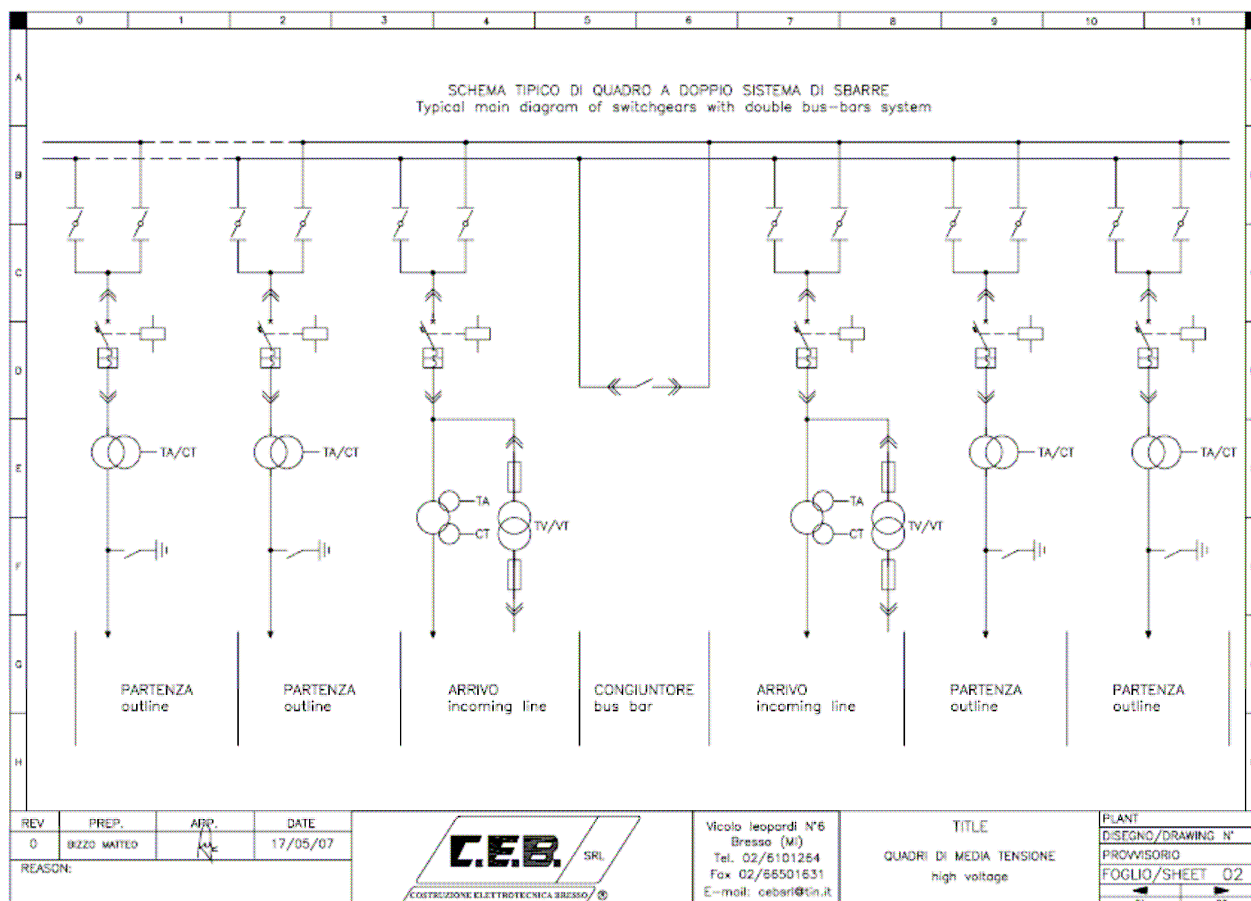 0 1 2 3 4 5 6 7 8 9 10 11
A
SCHEMA TIPICO DI QUADRO A DOPPIO SISTEMA DI SBARRE
Typical main diagram of switchgears with double bus-bars system
B
C
D
E
TA/CT TA/CT TA/CT TA/CT
TA TA
CT TV/VT CT TV/VT
F
G
PARTENZA PARTENZA ARRIVO CONGIUNTORE ARRIVO PARTENZA PARTENZA
outline outline incoming line bus bar incoming line outline outline
H
REV PREP. APP. DATE
0 BIZZO MATTEO 17/05/07
REASON:
C.E.B. SRL
COSTRUZIONE ELETTROTECNICA BRESSO ®
Vicolo leopardi N°6
Bresso (MI)
Tel. 02/6101264
Fax 02/66501631
E-mail: cebsrl@tin.it
TITLE
QUADRI DI MEDIA TENSIONE
high voltage
PLANT
DISEGNO/DRAWING N°
PROVVISORIO
FOGLIO/SHEET 02